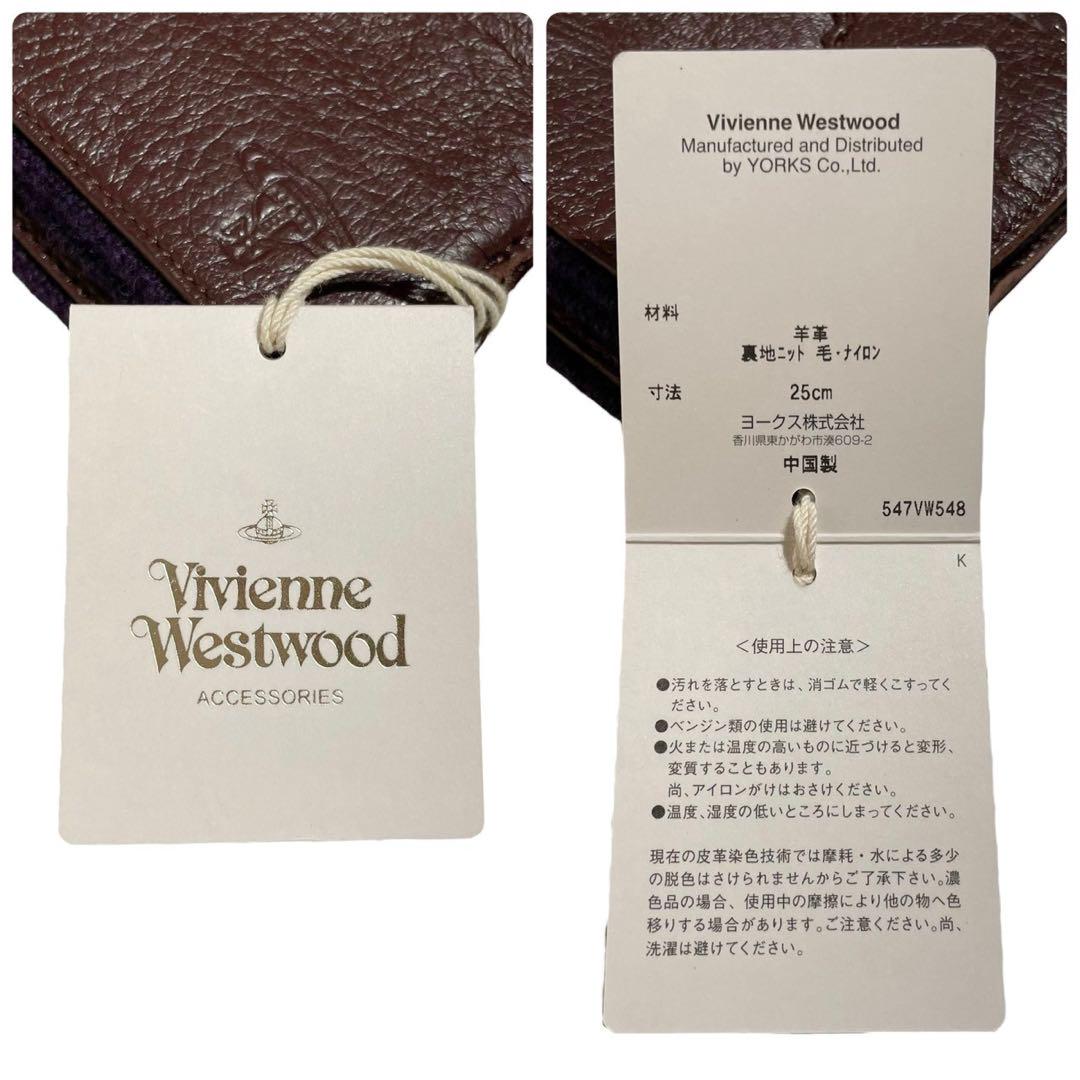 Vivienne
Westwood
ACCESSORIES
Vivienne Westwood
Manufactured and Distributed
by YORKS Co.,Ltd.
材料
羊革
裏地ニット 毛・ナイロン
寸法 25cm
ヨークス株式会社
香川県東かがわ市湊609-2
中国製
547VW548
K
＜使用上の注意＞
●汚れを落とすときは、消ゴムで軽くこすってく
ださい。
●ベンジン類の使用は避けてください。
●火または温度の高いものに近づけると変形、
変質することもあります。
尚、アイロンがけはおさけください。
●温度、湿度の低いところにしまってください。
現在の皮革染色技術では摩耗・水による多少
の脱色はさけられませんからご了承下さい。濃
色品の場合、使用中の摩擦により他の物へ色
移りする場合があります。ご注意ください。尚、
洗濯は避けてください。